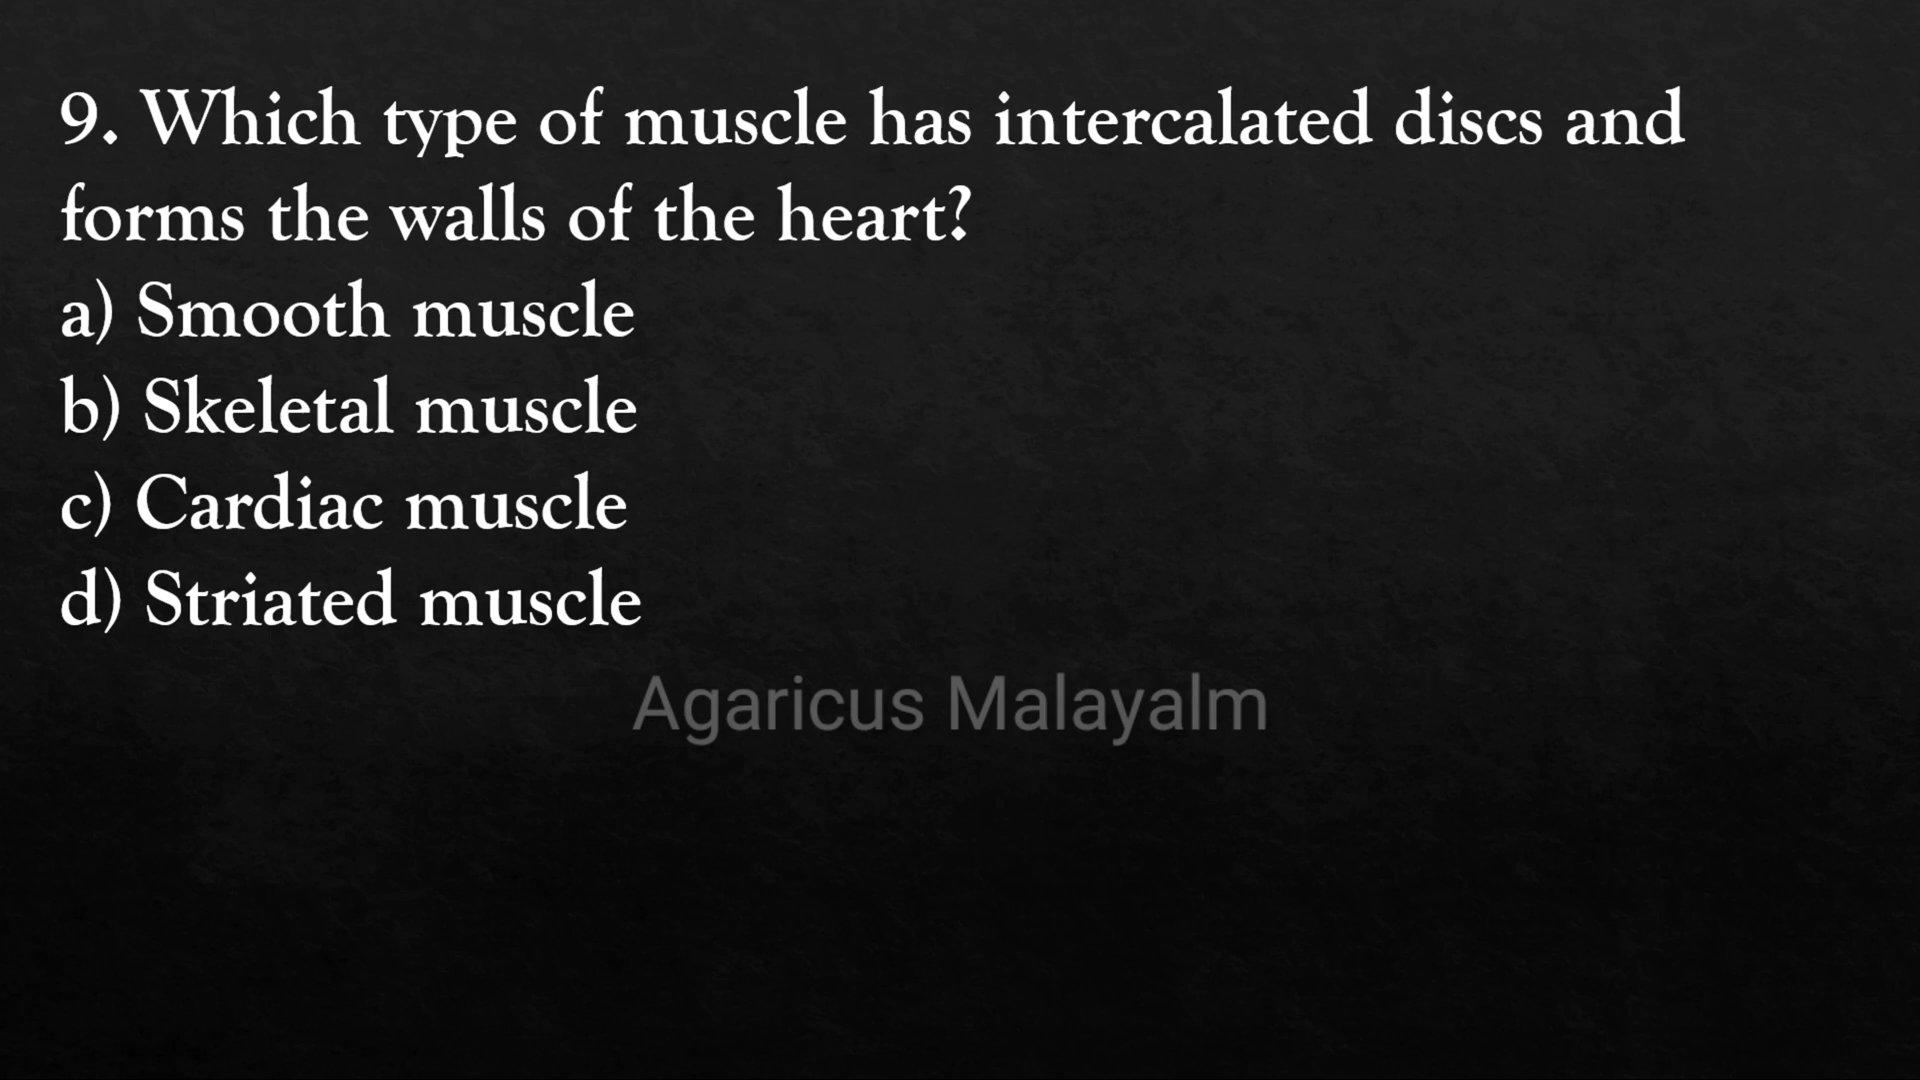 9. Which type of muscle has intercalated discs and
forms the walls of the heart?
a) Smooth muscle
b) Skeletal muscle
c) Cardiac muscle
d) Striated muscle
Agaricus Malayalm